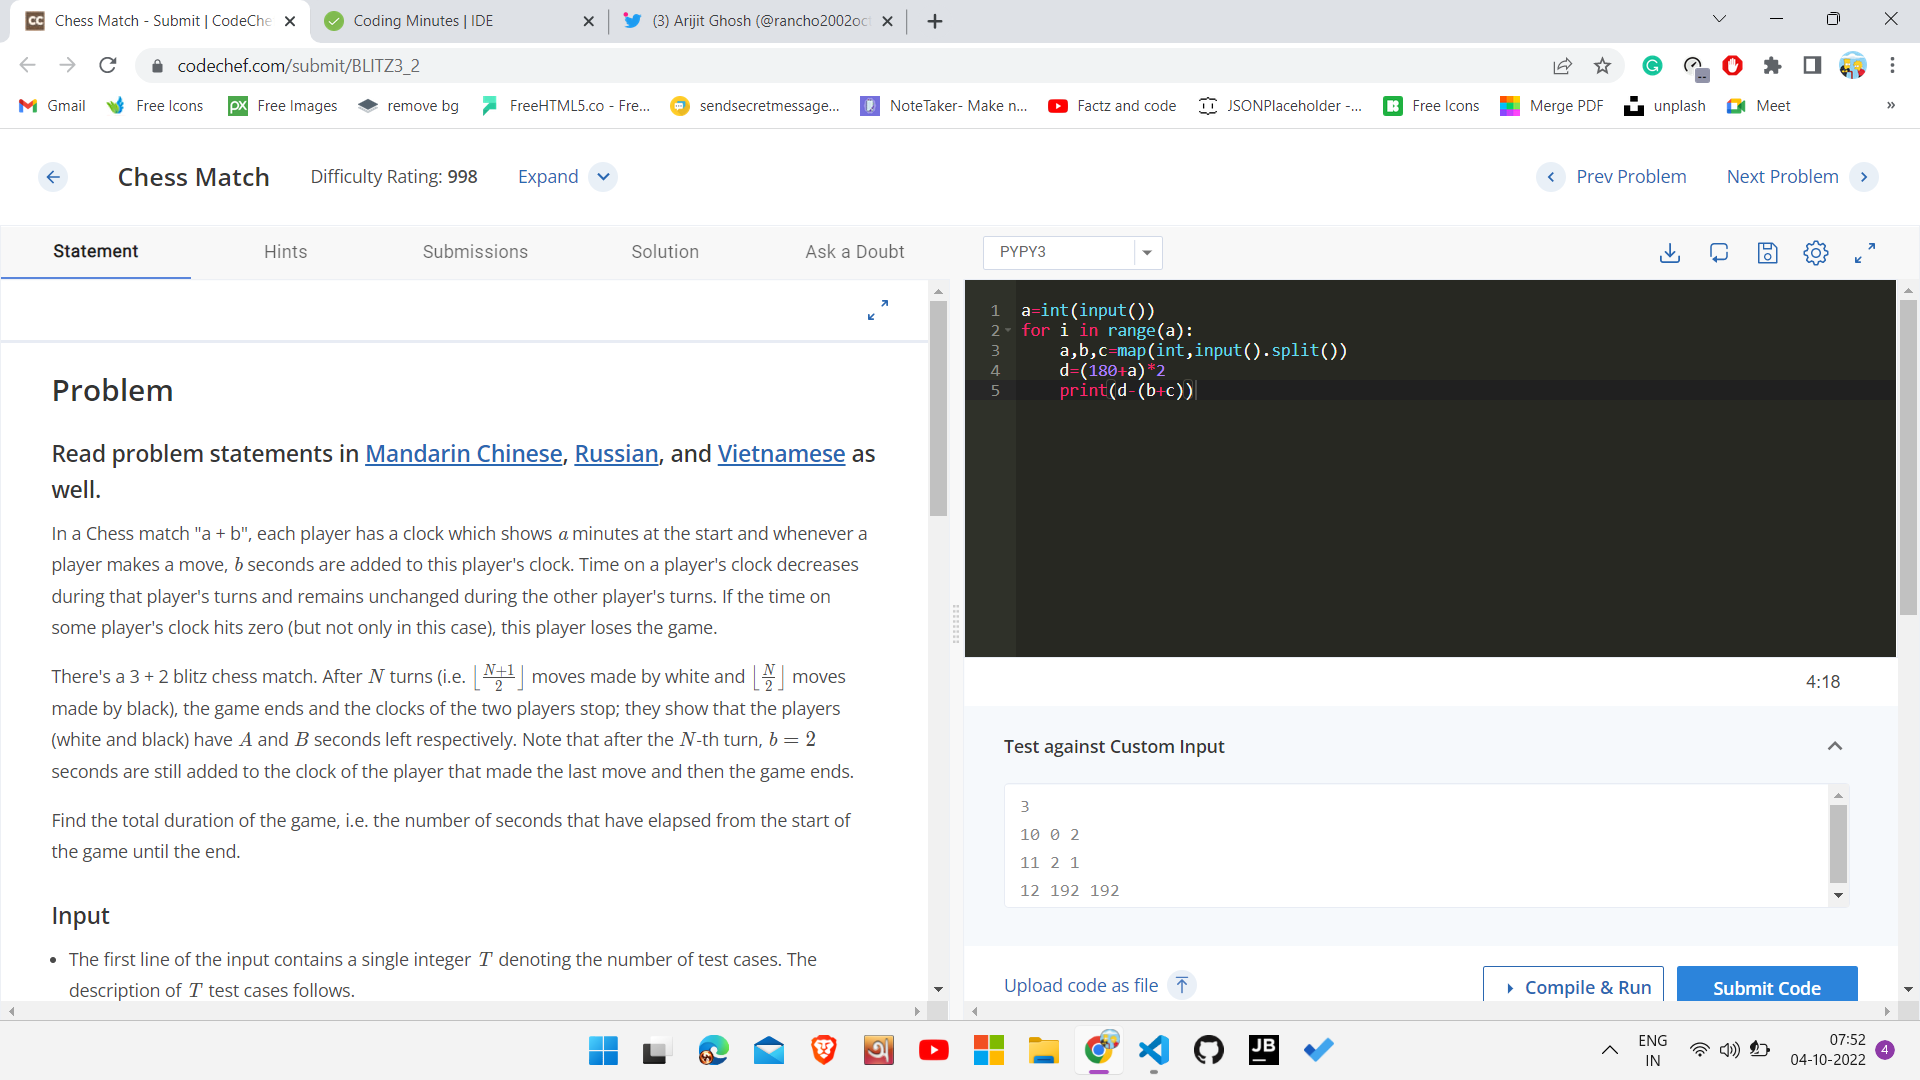 Chess Match - Submit | CodeChe
Coding Minutes | IDE
(3) Arijit Ghosh (@rancho2002oct
codechef.com/submit/BLITZ3_2
Gmail
Free Icons
Free Images
remove bg
FreeHTML5.co - Fre...
sendsecretmessage...
NoteTaker- Make n...
Factz and code
JSONPlaceholder -...
Free Icons
Merge PDF
unplash
Meet
»
Chess Match
Difficulty Rating: 998
Expand
Prev Problem
Next Problem
Statement
Hints
Submissions
Solution
Ask a Doubt
PYPY3
Problem
Read problem statements in Mandarin Chinese, Russian, and Vietnamese as
well.
In a Chess match "a + b", each player has a clock which shows a minutes at the start and whenever a
player makes a move, b seconds are added to this player's clock. Time on a player's clock decreases
during that player's turns and remains unchanged during the other player's turns. If the time on
some player's clock hits zero (but not only in this case), this player loses the game.
There's a 3 + 2 blitz chess match. After N turns (i.e. ⌊(N+1)/2⌋ moves made by white and ⌊N/2⌋ moves
made by black), the game ends and the clocks of the two players stop; they show that the players
(white and black) have A and B seconds left respectively. Note that after the N-th turn, b = 2
seconds are still added to the clock of the player that made the last move and then the game ends.
Find the total duration of the game, i.e. the number of seconds that have elapsed from the start of
the game until the end.
Input
• The first line of the input contains a single integer T denoting the number of test cases. The
description of T test cases follows.
1 a=int(input())
2 for i in range(a):
3 a,b,c=map(int,input().split())
4 d=(180+a)*2
5 print(d-(b+c))
4:18
Test against Custom Input
3
10 0 2
11 2 1
12 192 192
Upload code as file
Compile & Run
Submit Code
ENG
IN
07:52
04-10-2022
4